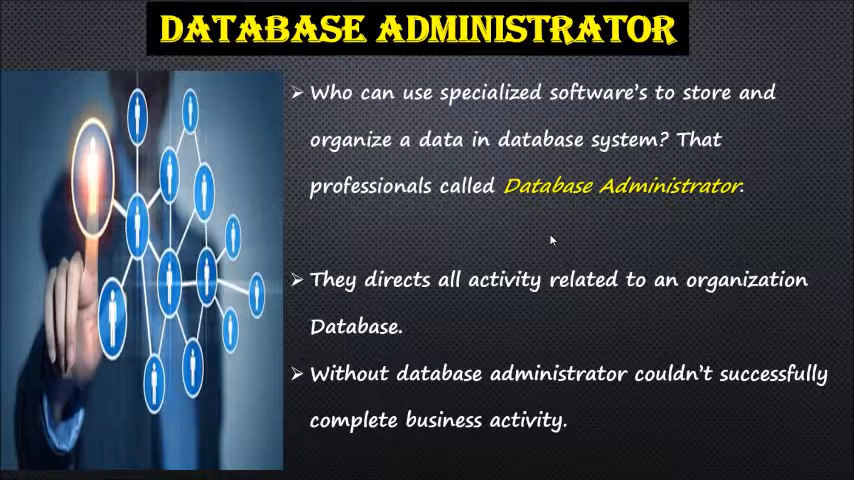 DATABASE ADMINISTRATOR
➢ Who can use specialized software's to store and
organize a data in database system? That
professionals called Database Administrator.
➢ They directs all activity related to an organization
Database.
➢ Without database administrator couldn't successfully
complete business activity.